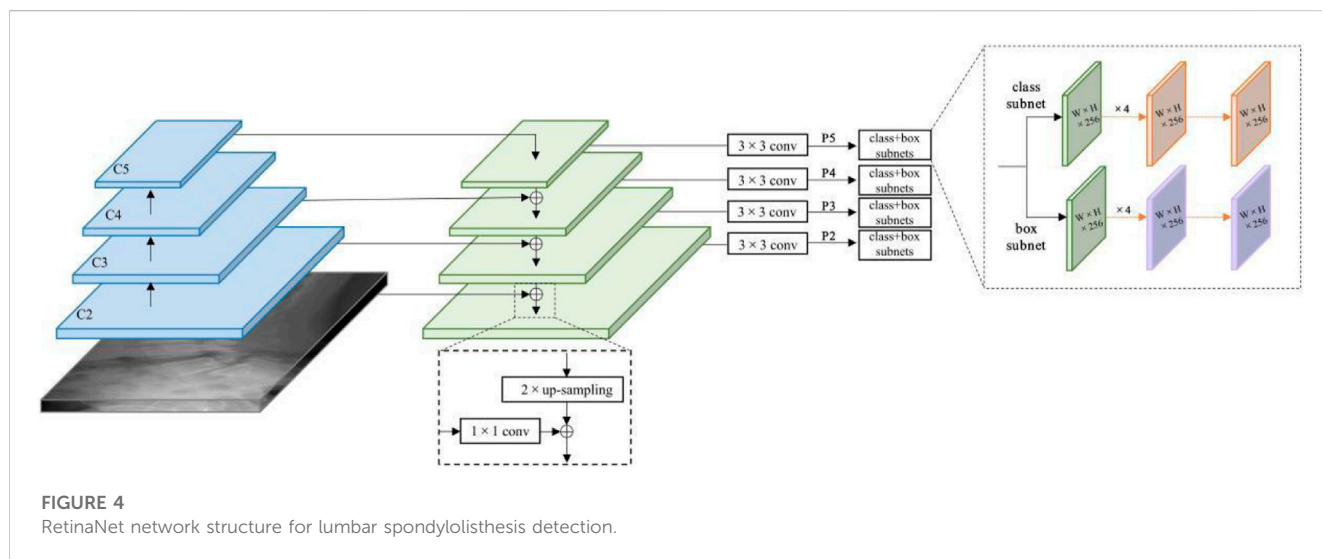 C5
C4
C3
C2
2 × up-sampling
1 × 1 conv
3 × 3 conv
P5
class+box
subnets
3 × 3 conv
P4
class+box
subnets
3 × 3 conv
P3
class+box
subnets
3 × 3 conv
P2
class+box
subnets
class
subnet
W × H
× 256
× 4
W × H
× 256
W × H
× 256
box
subnet
W × H
× 256
× 4
W × H
× 256
W × H
× 256
FIGURE 4
RetinaNet network structure for lumbar spondylolisthesis detection.